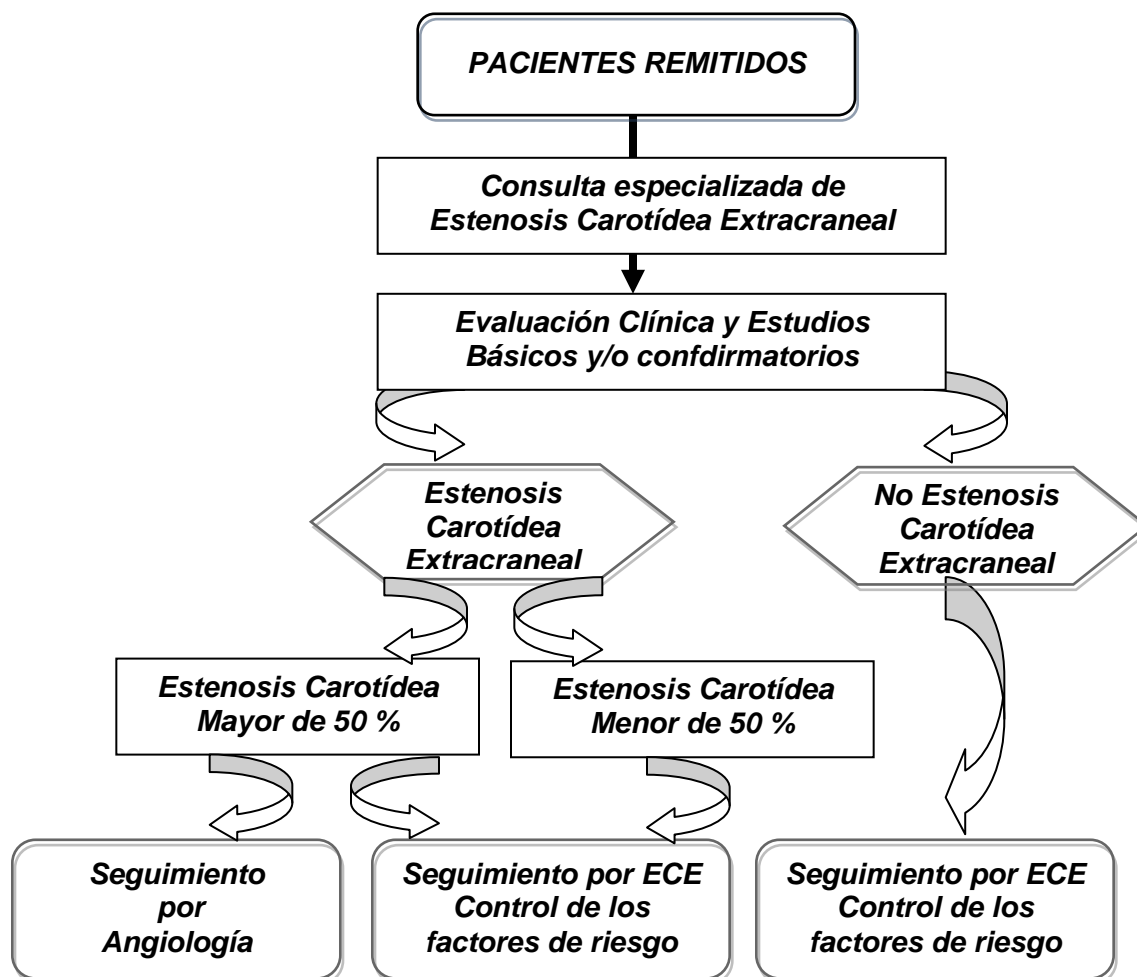 PACIENTES REMITIDOS
Consulta especializada de
Estenosis Carotídea Extracraneal
Evaluación Clínica y Estudios
Básicos y/o confdirmatorios
Estenosis
Carotídea
Extracraneal
No Estenosis
Carotídea
Extracraneal
Estenosis Carotídea
Mayor de 50 %
Estenosis Carotídea
Menor de 50 %
Seguimiento
por
Angiología
Seguimiento por ECE
Control de los
factores de riesgo
Seguimiento por ECE
Control de los
factores de riesgo